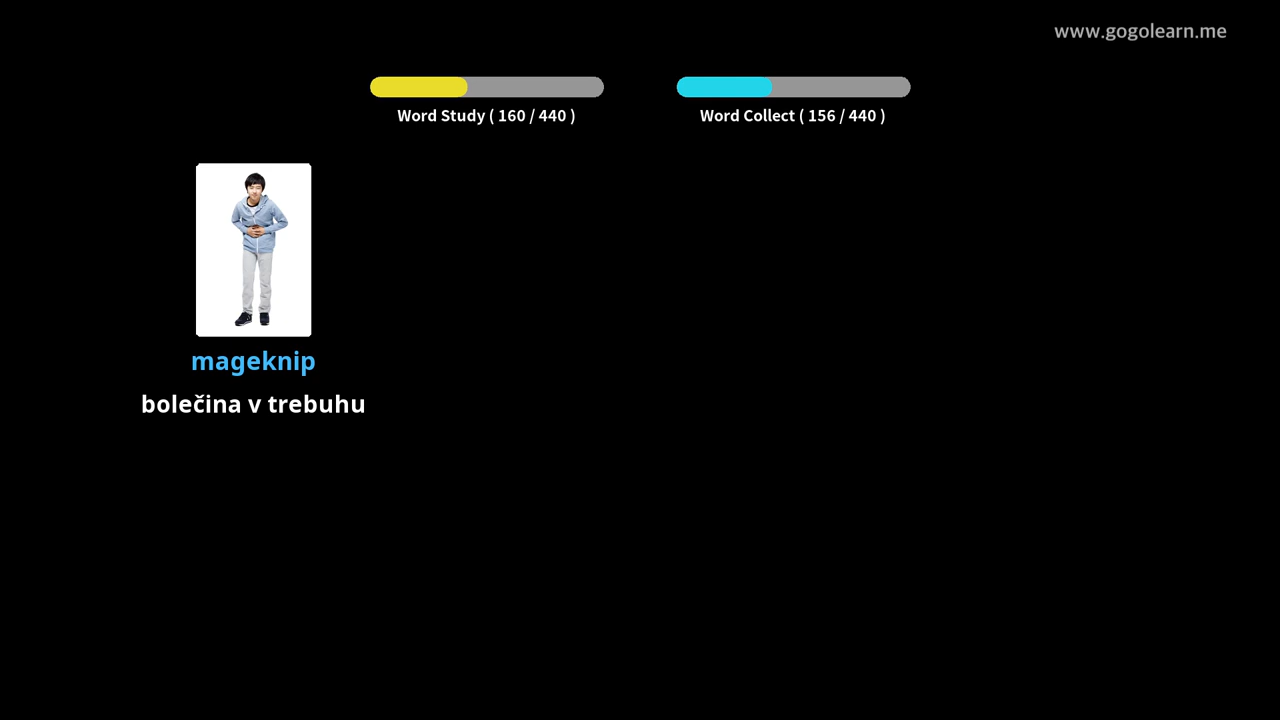 www.gogolearn.me
Word Study ( 160 / 440 )
Word Collect ( 156 / 440 )
mageknip
bolečina v trebuhu